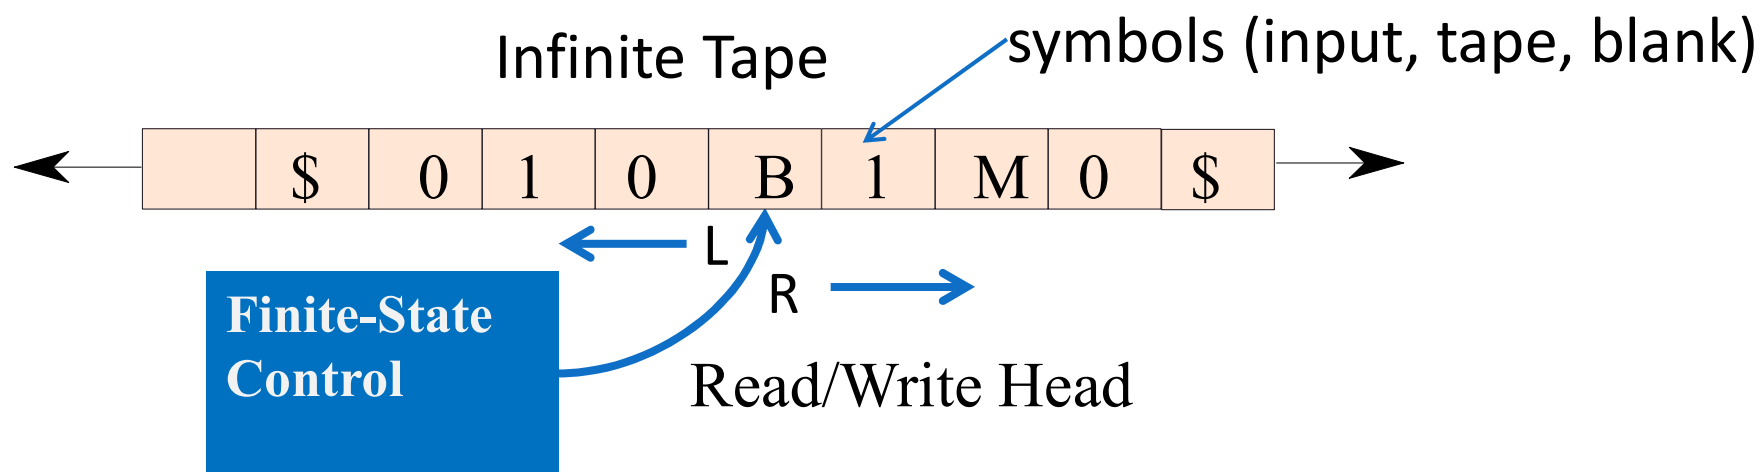 Infinite Tape
symbols (input, tape, blank)
$ 0 1 0 B 1 M 0 $
L
R
Finite-State
Control
Read/Write Head